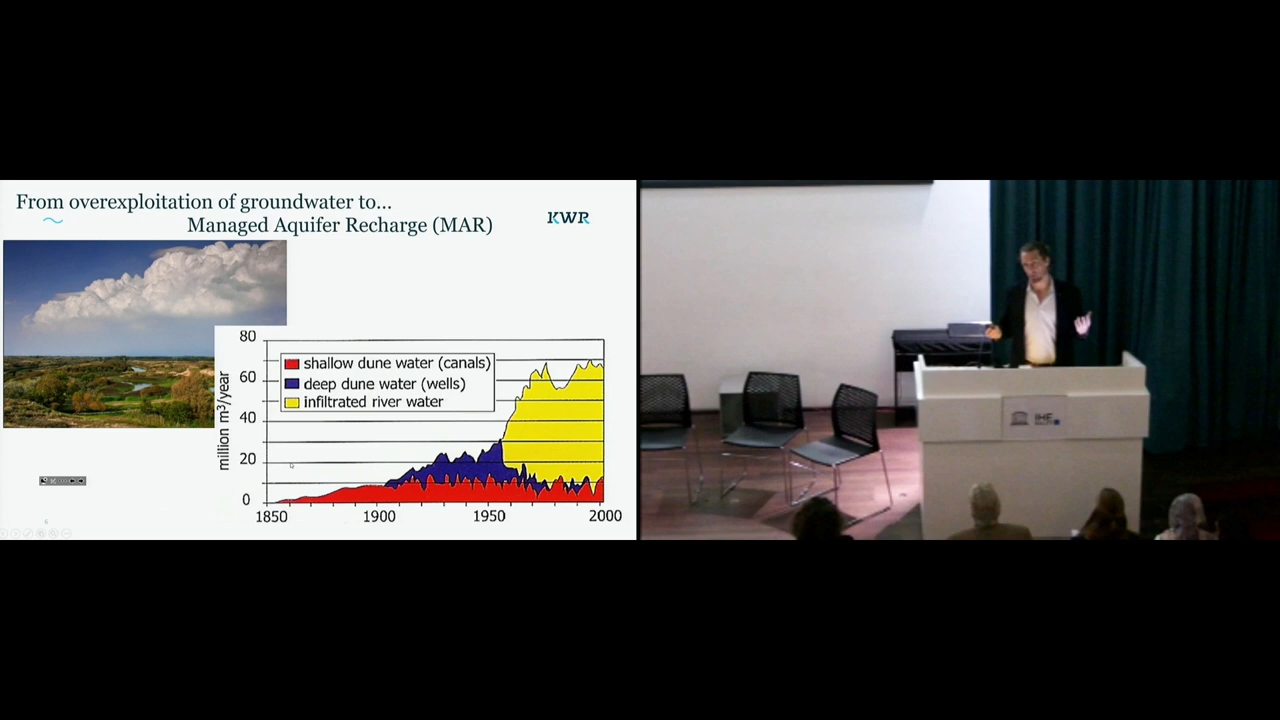 From overexploitation of groundwater to...
Managed Aquifer Recharge (MAR)
KWR
80
60
40
20
0
million m³/year
shallow dune water (canals)
deep dune water (wells)
infiltrated river water
1850
1900
1950
2000
6
IHE